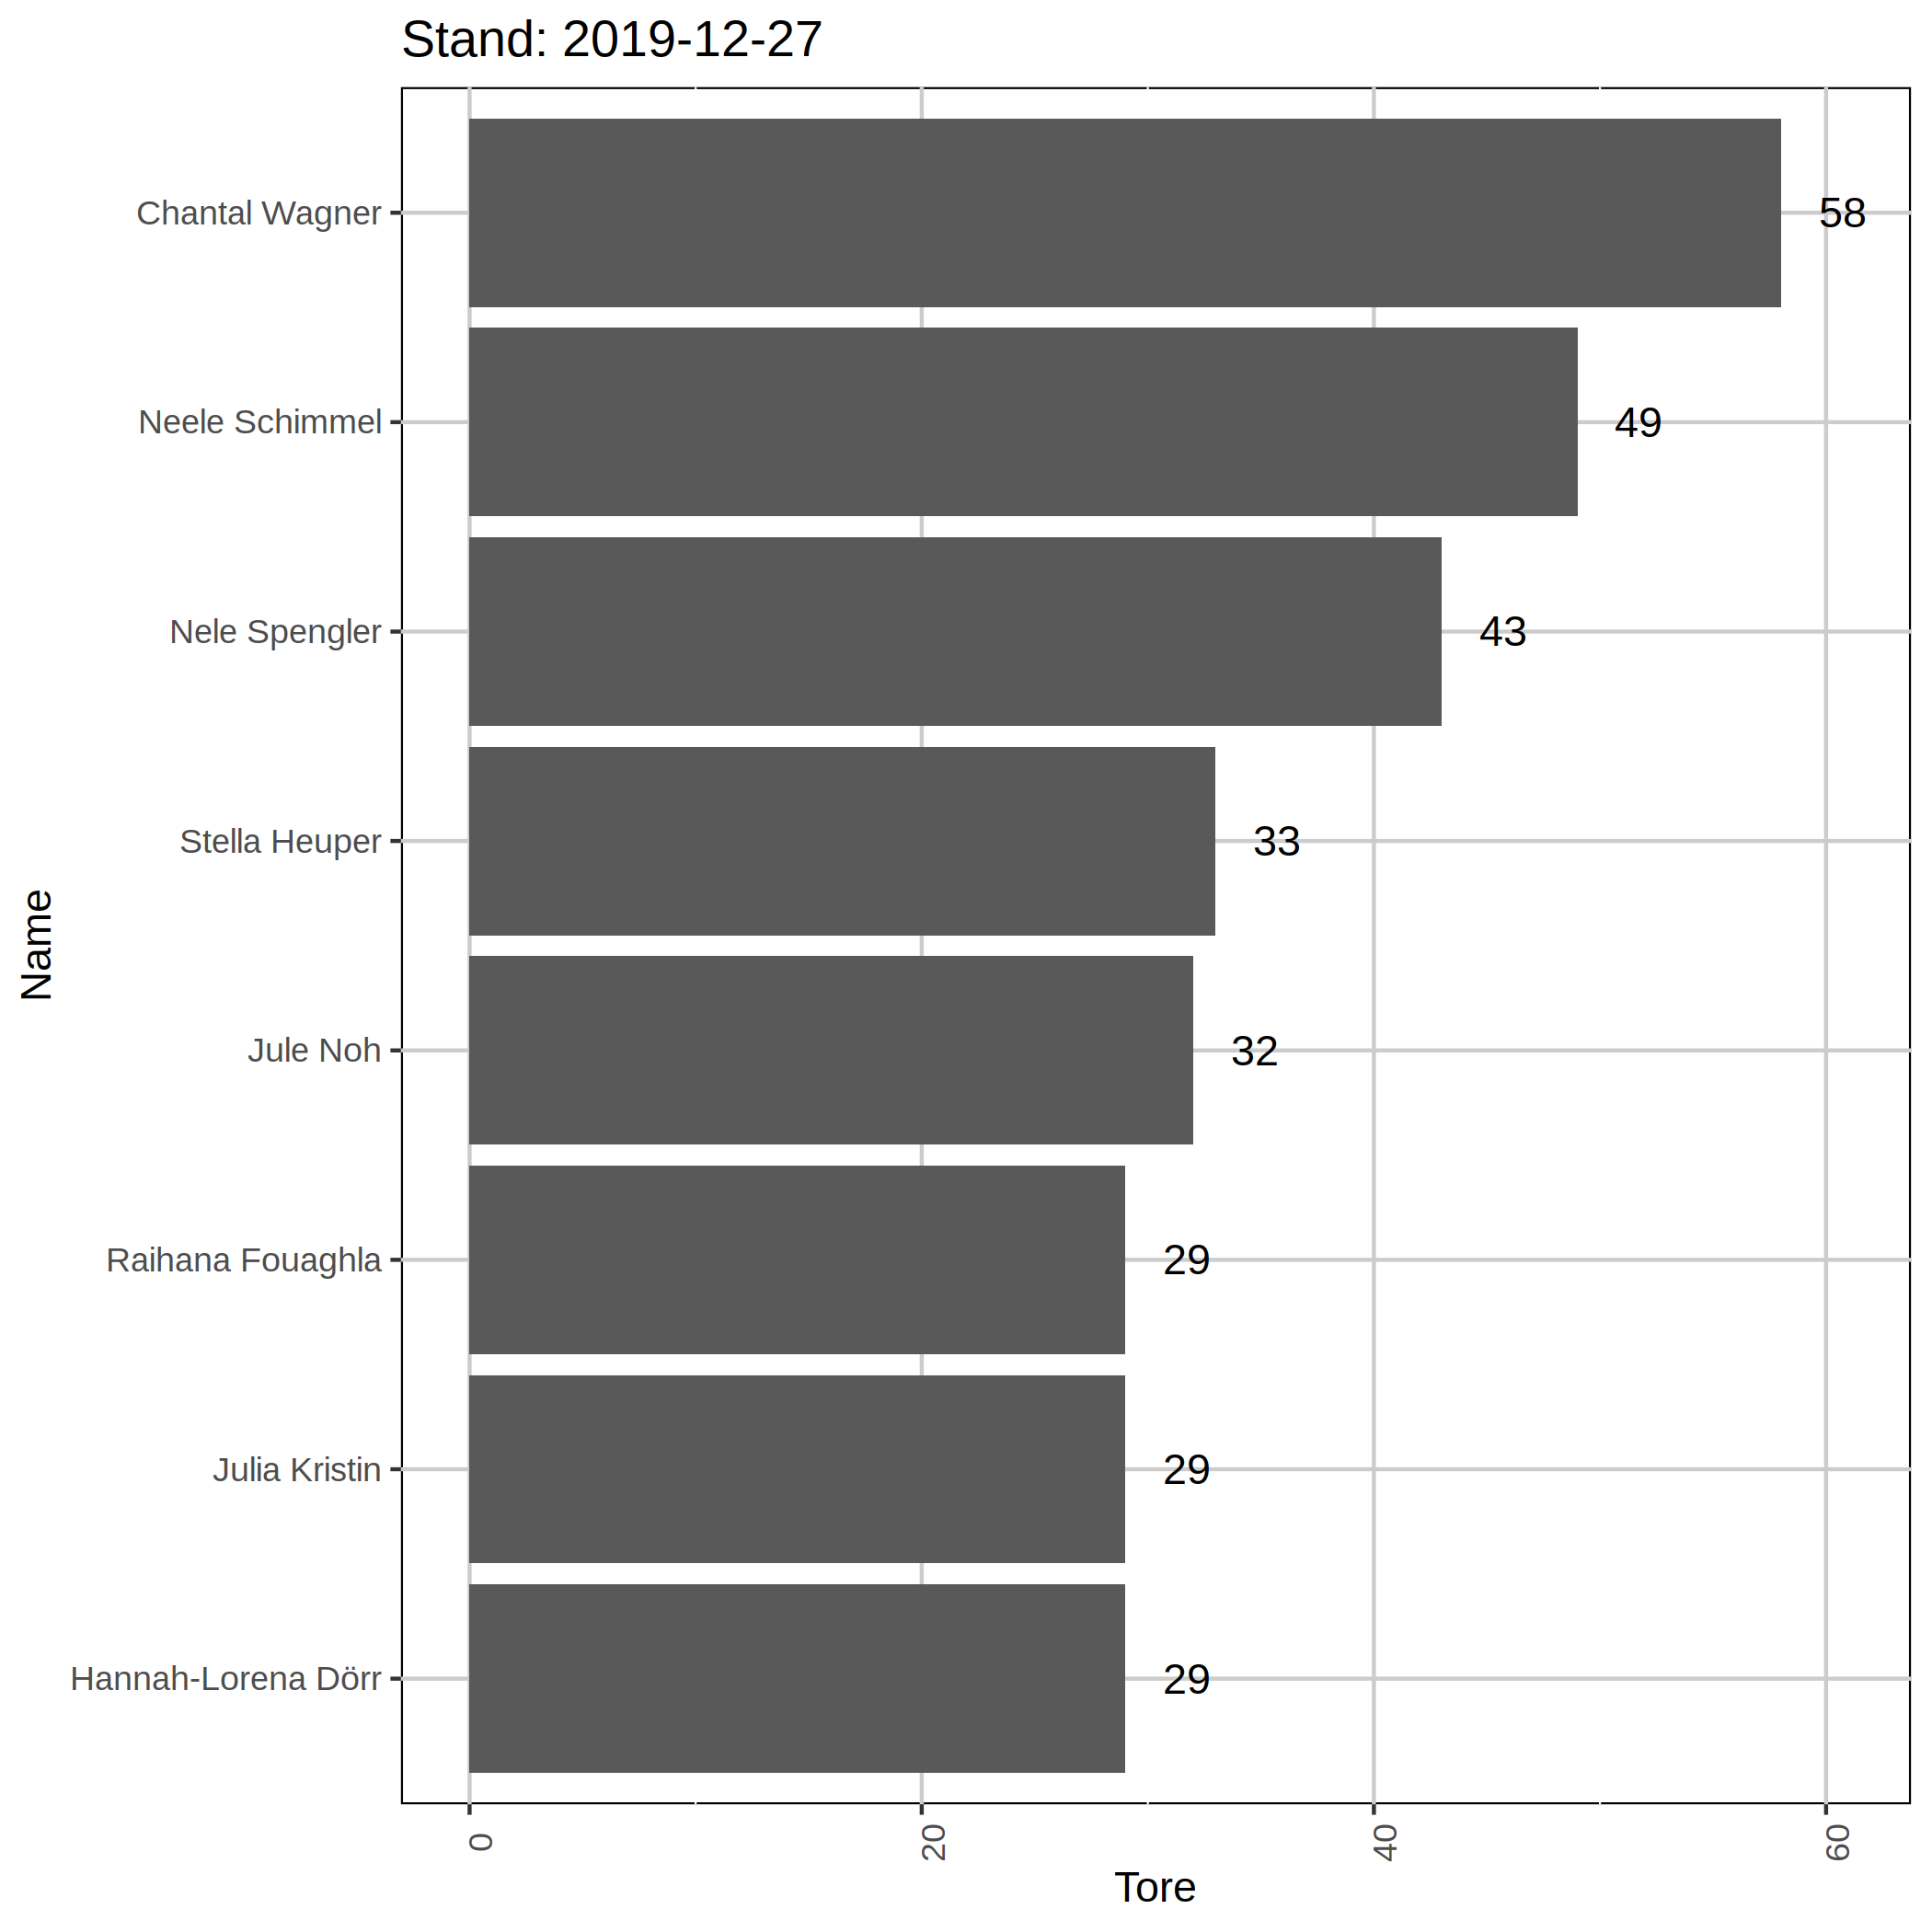 Stand: 2019-12-27
Chantal Wagner 58
Neele Schimmel 49
Nele Spengler 43
Stella Heuper 33
Jule Noh 32
Raihana Fouaghla 29
Julia Kristin 29
Hannah-Lorena Dörr 29
Name
0 20 40 60
Tore